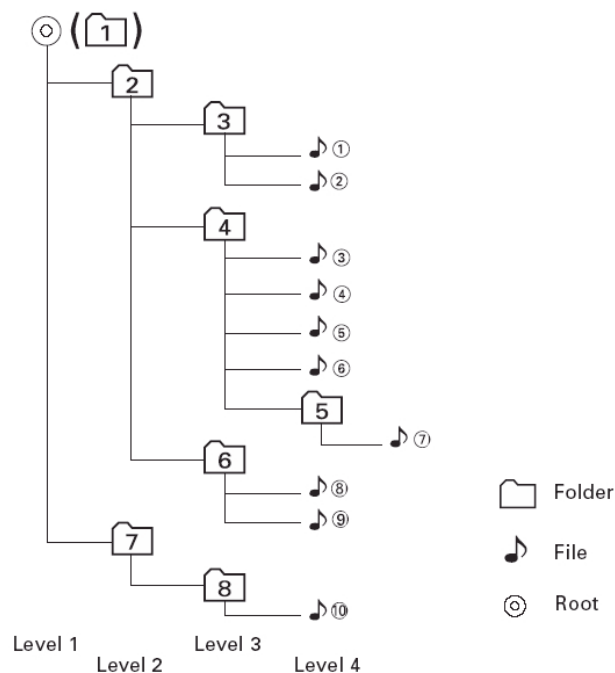 (1)
2
3
①
②
4
③
④
⑤
⑥
5
⑦
6
⑧
⑨
7
8
⑩
Folder
File
Root
Level 1
Level 2
Level 3
Level 4